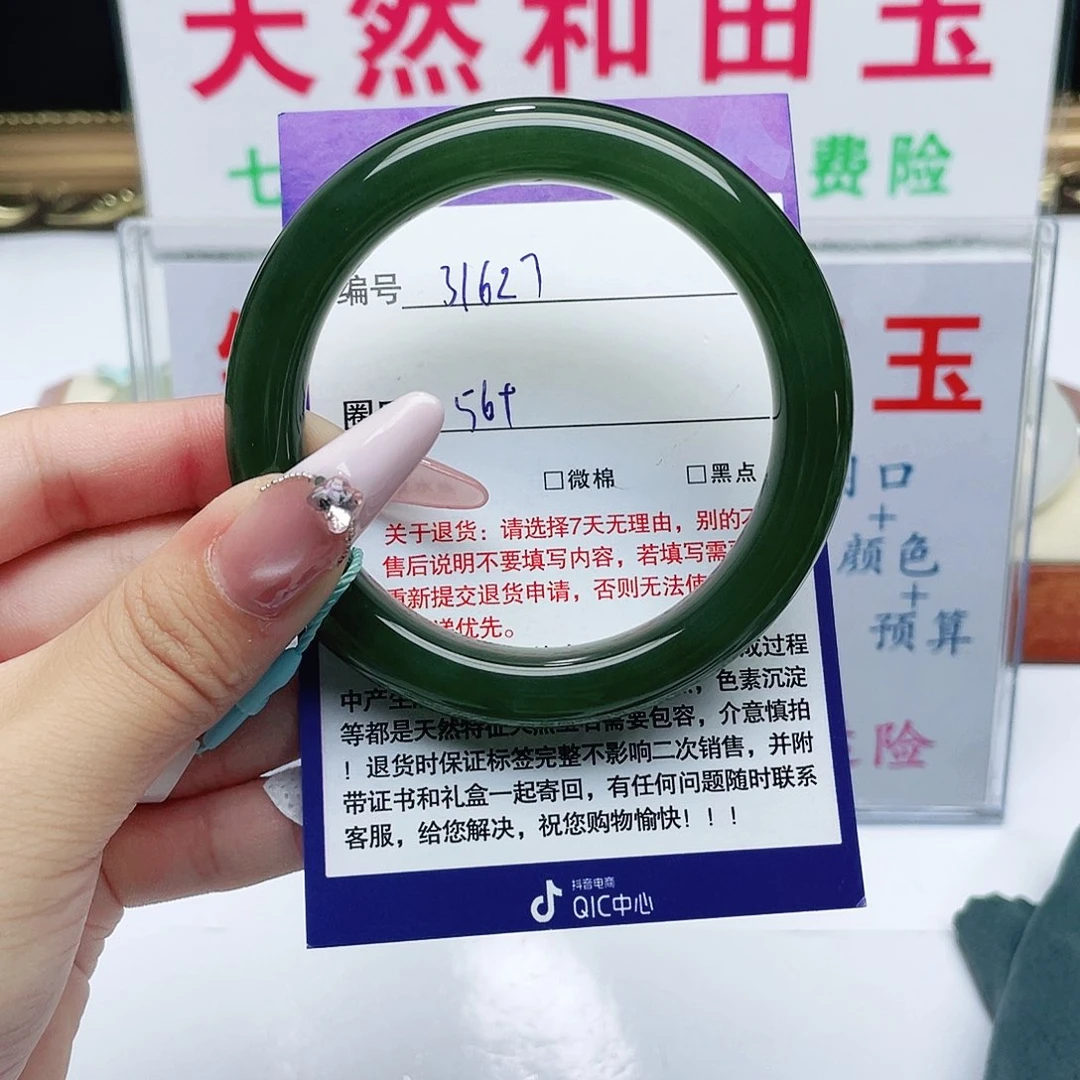 天然和田玉
七
费险
编号 31627
圈 56+
□微棉 □黑点
玉
口
+
颜色
+
预算
险
关于退货：请选择7天无理由，别的
售后说明不要填写内容，若填写需
重新提交退货申请，否则无法使
优先。
成过程
中产生 ，色素沉淀
等都是天然特征天然宝石需要包容，介意慎拍
！退货时保证标签完整不影响二次销售，并附
带证书和礼盒一起寄回，有任何问题随时联系
客服，给您解决，祝您购物愉快！！！
抖音电商
QIC中心